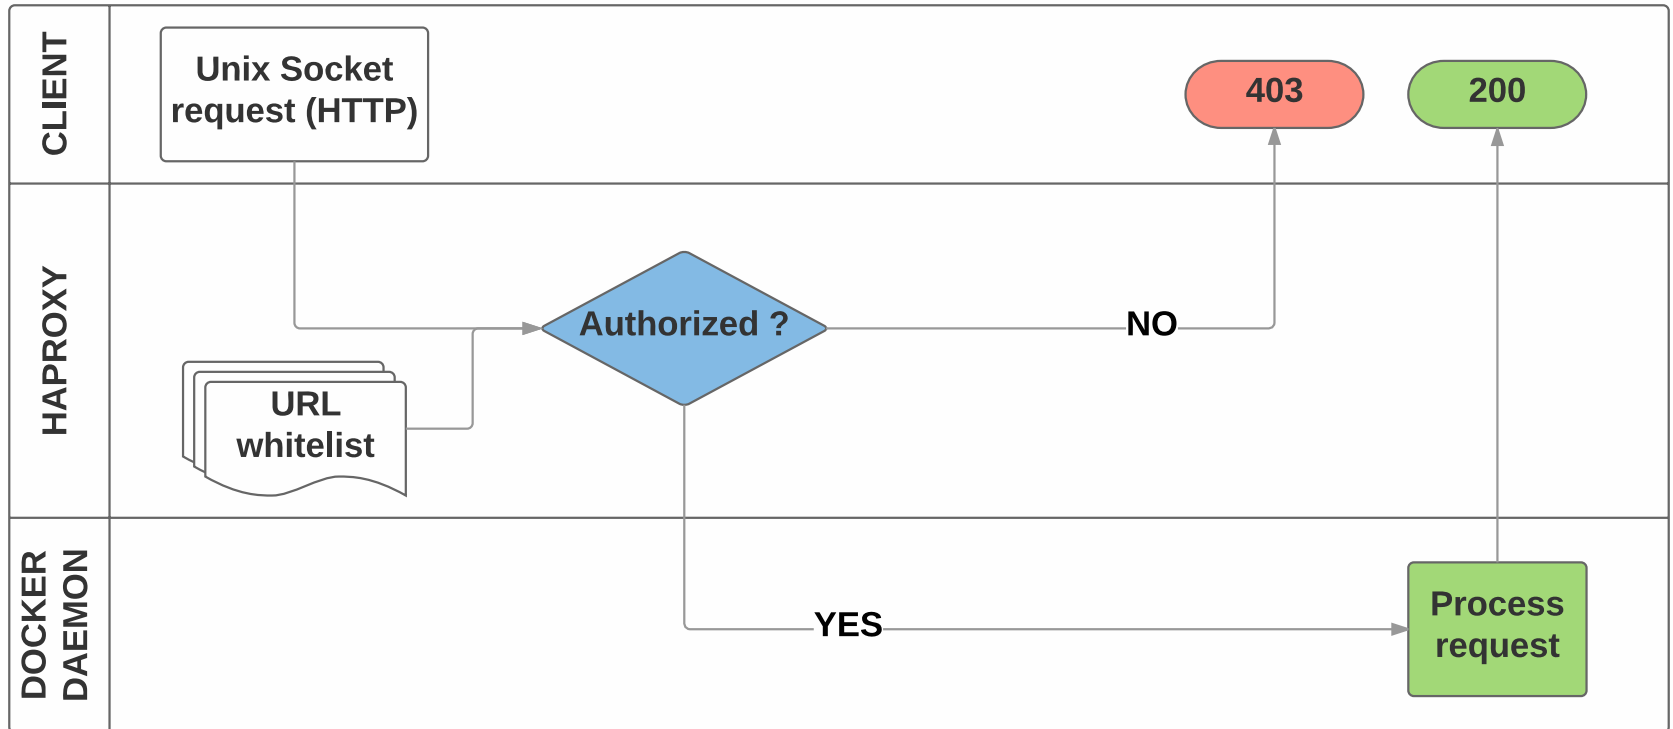 CLIENT
Unix Socket
request (HTTP)
403
200
HAPROXY
Authorized ?
NO
URL
whitelist
DOCKER
DAEMON
YES
Process
request